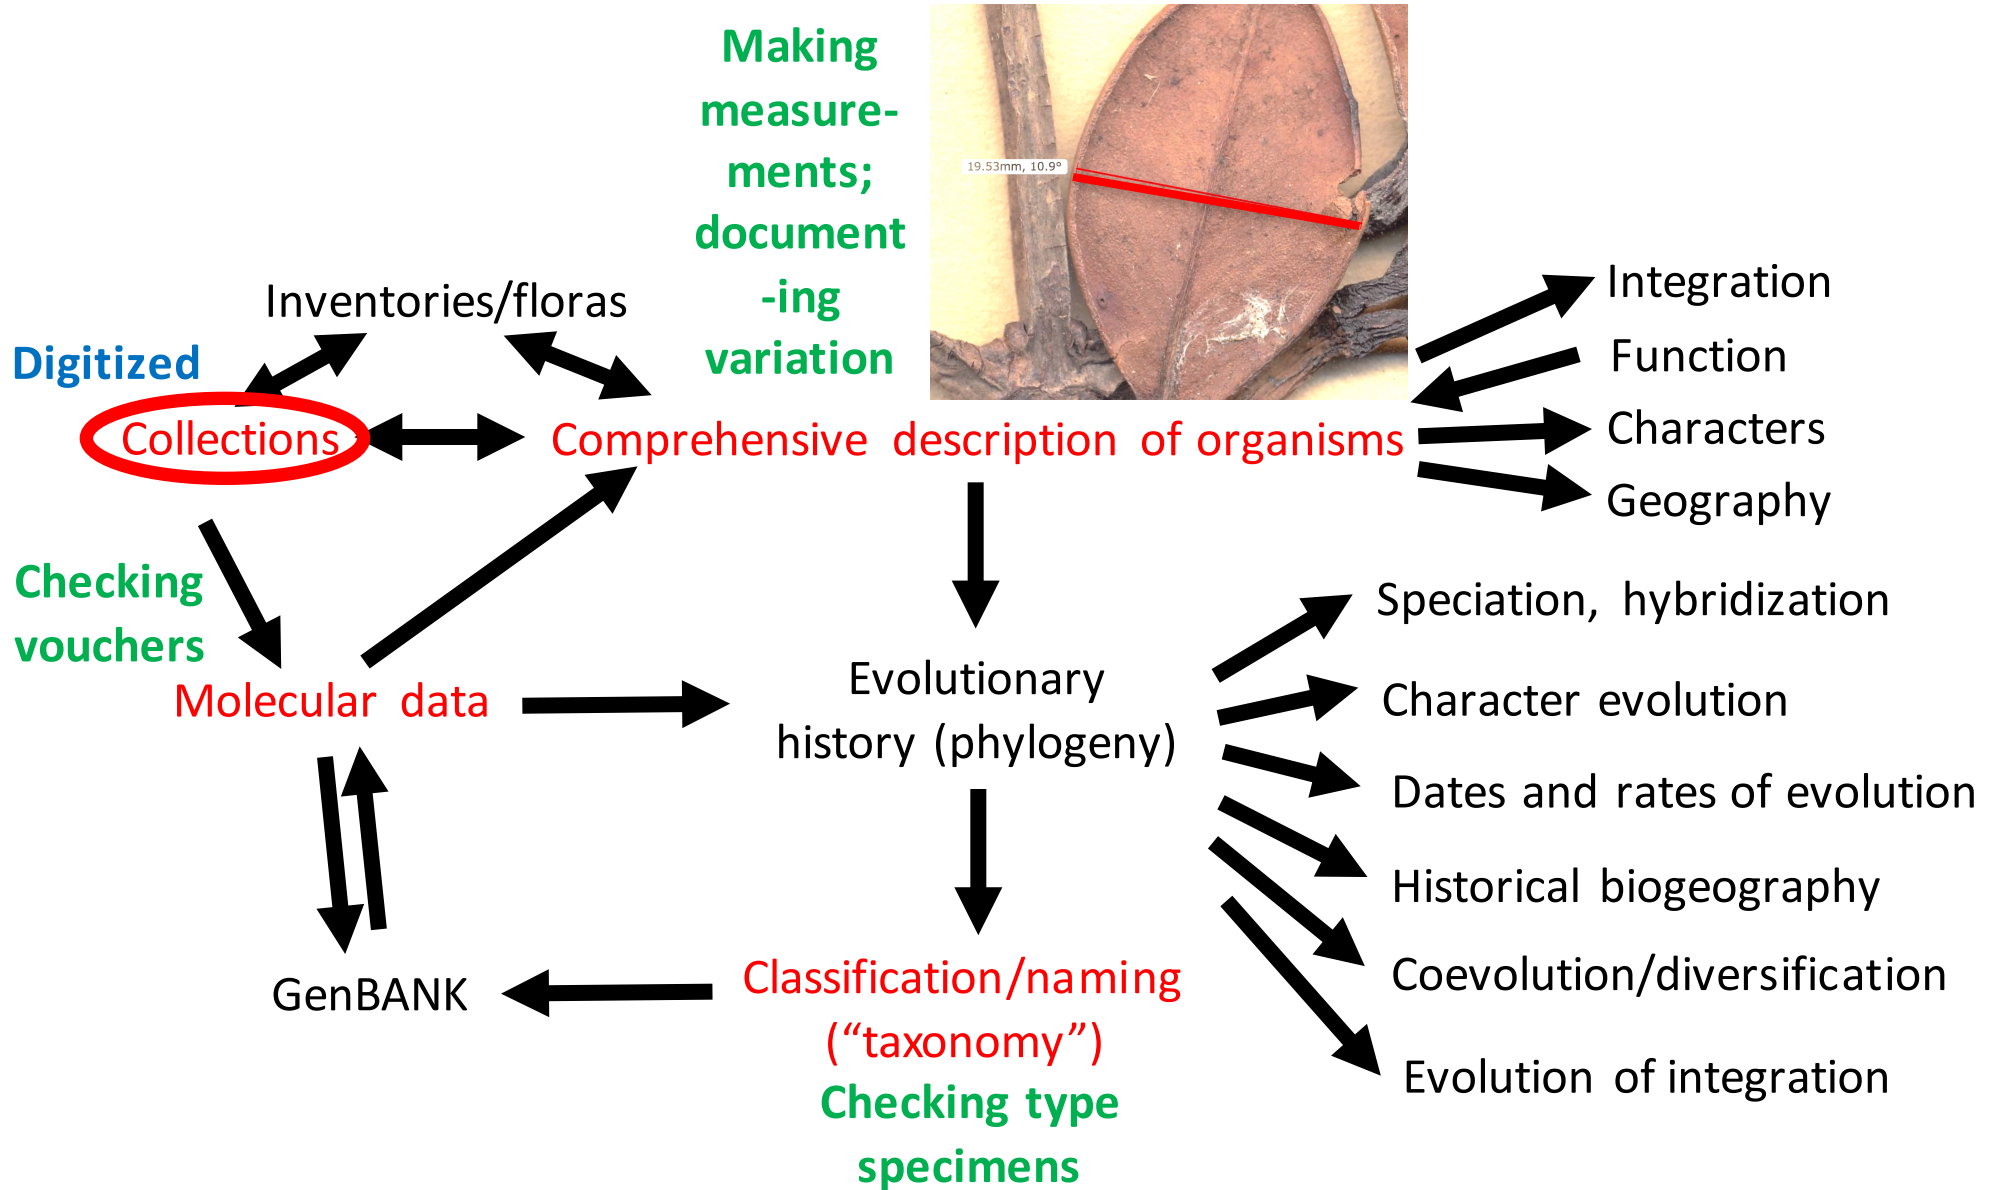 Making
measure-
ments;
document
-ing
variation
19.53mm, 10.9°
Inventories/floras
Digitized
Collections
Comprehensive description of organisms
Integration
Function
Characters
Geography
Checking
vouchers
Molecular data
Evolutionary
history (phylogeny)
Speciation, hybridization
Character evolution
Dates and rates of evolution
Historical biogeography
Coevolution/diversification
Evolution of integration
GenBANK
Classification/naming
(“taxonomy”)
Checking type
specimens